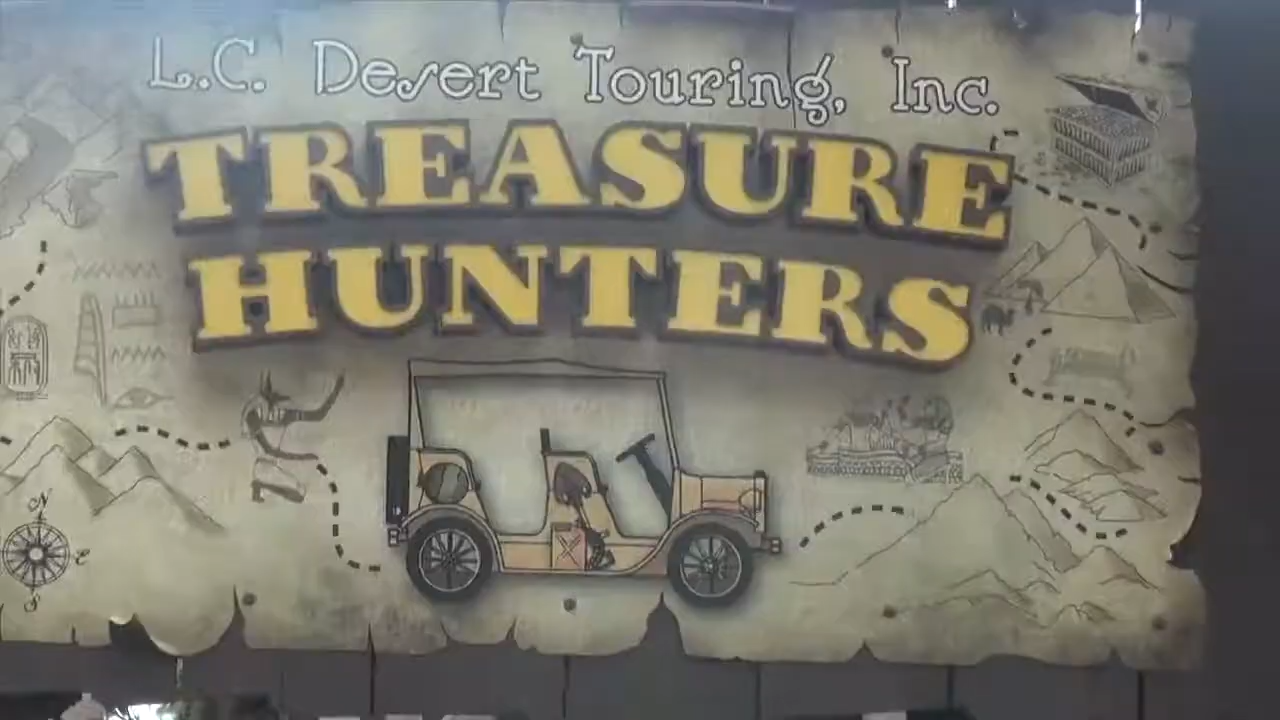 L.C. Desert Touring, Inc.
TREASURE
HUNTERS
N
E
S